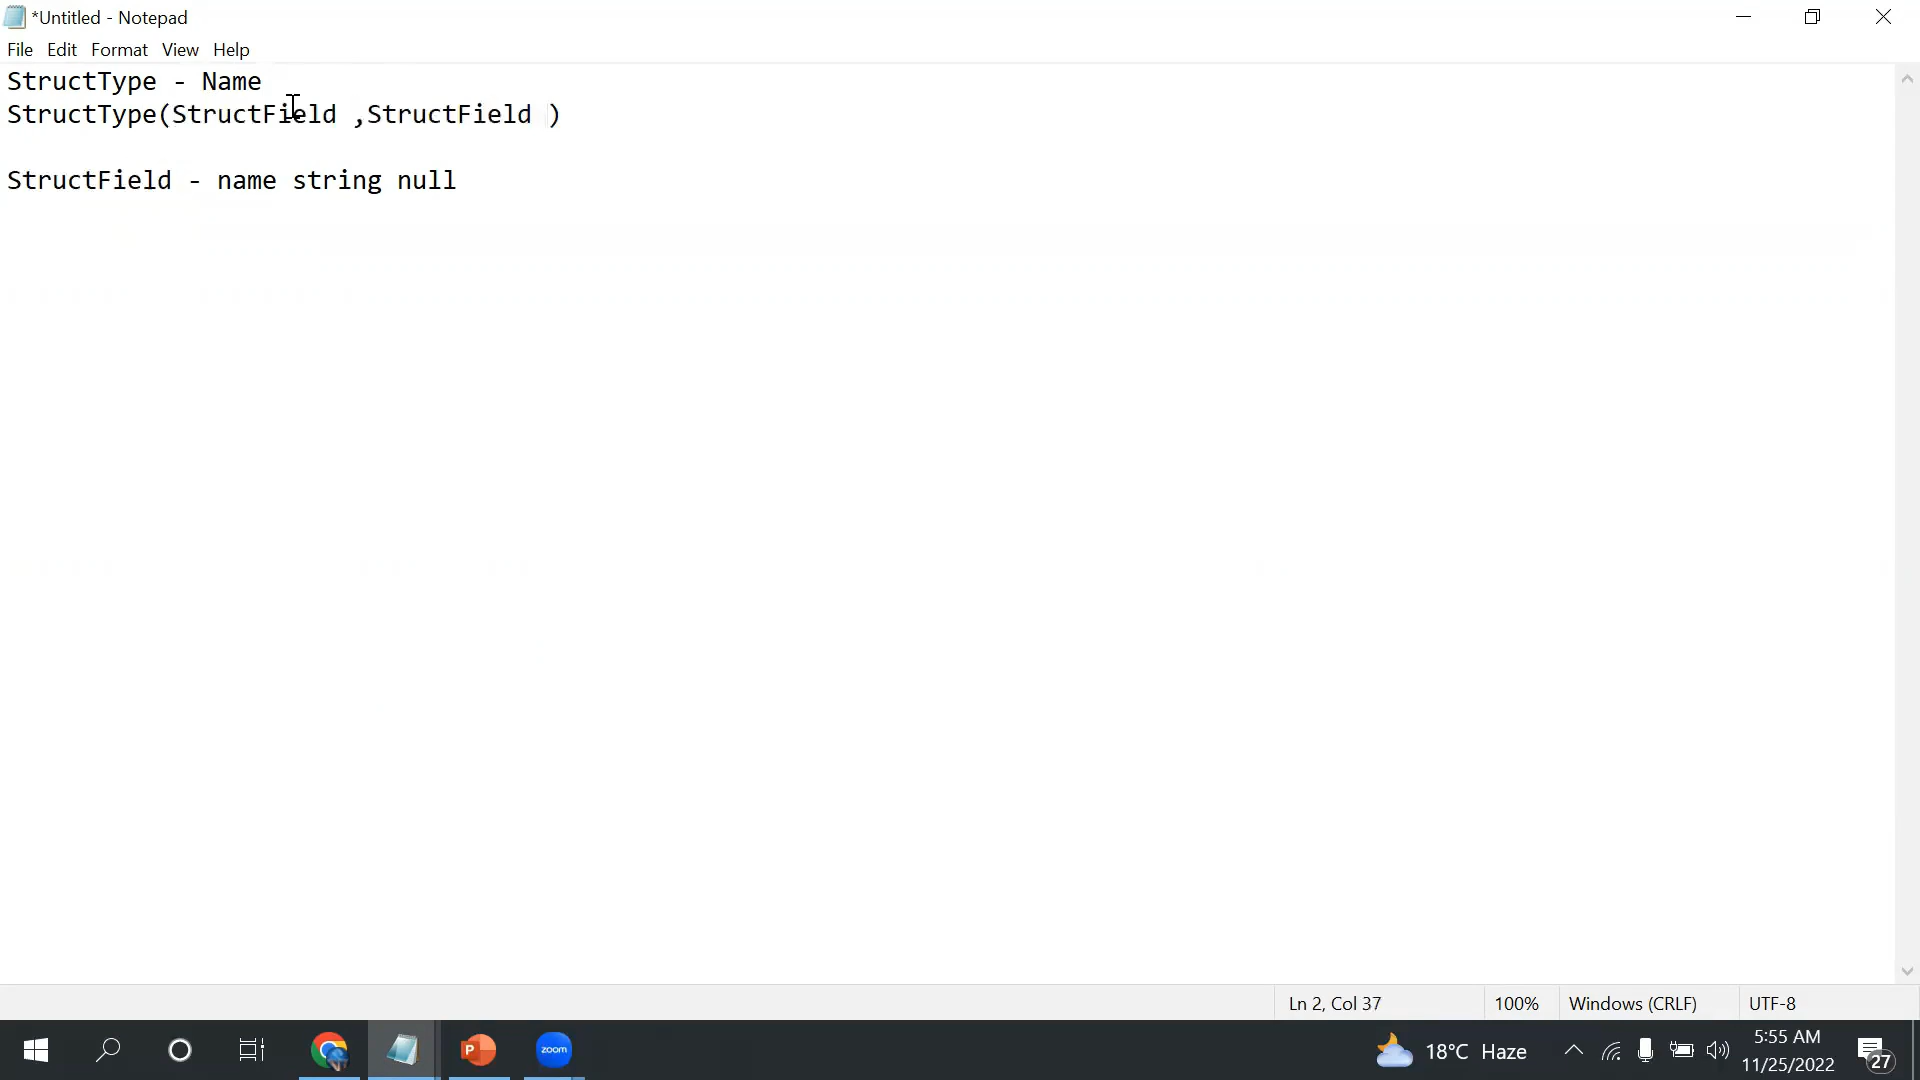 *Untitled - Notepad
File Edit Format View Help
StructType - Name
StructType(StructField ,StructField )
StructField - name string null
Ln 2, Col 37 100% Windows (CRLF) UTF-8
zoom
18°C Haze
5:55 AM
11/25/2022
27